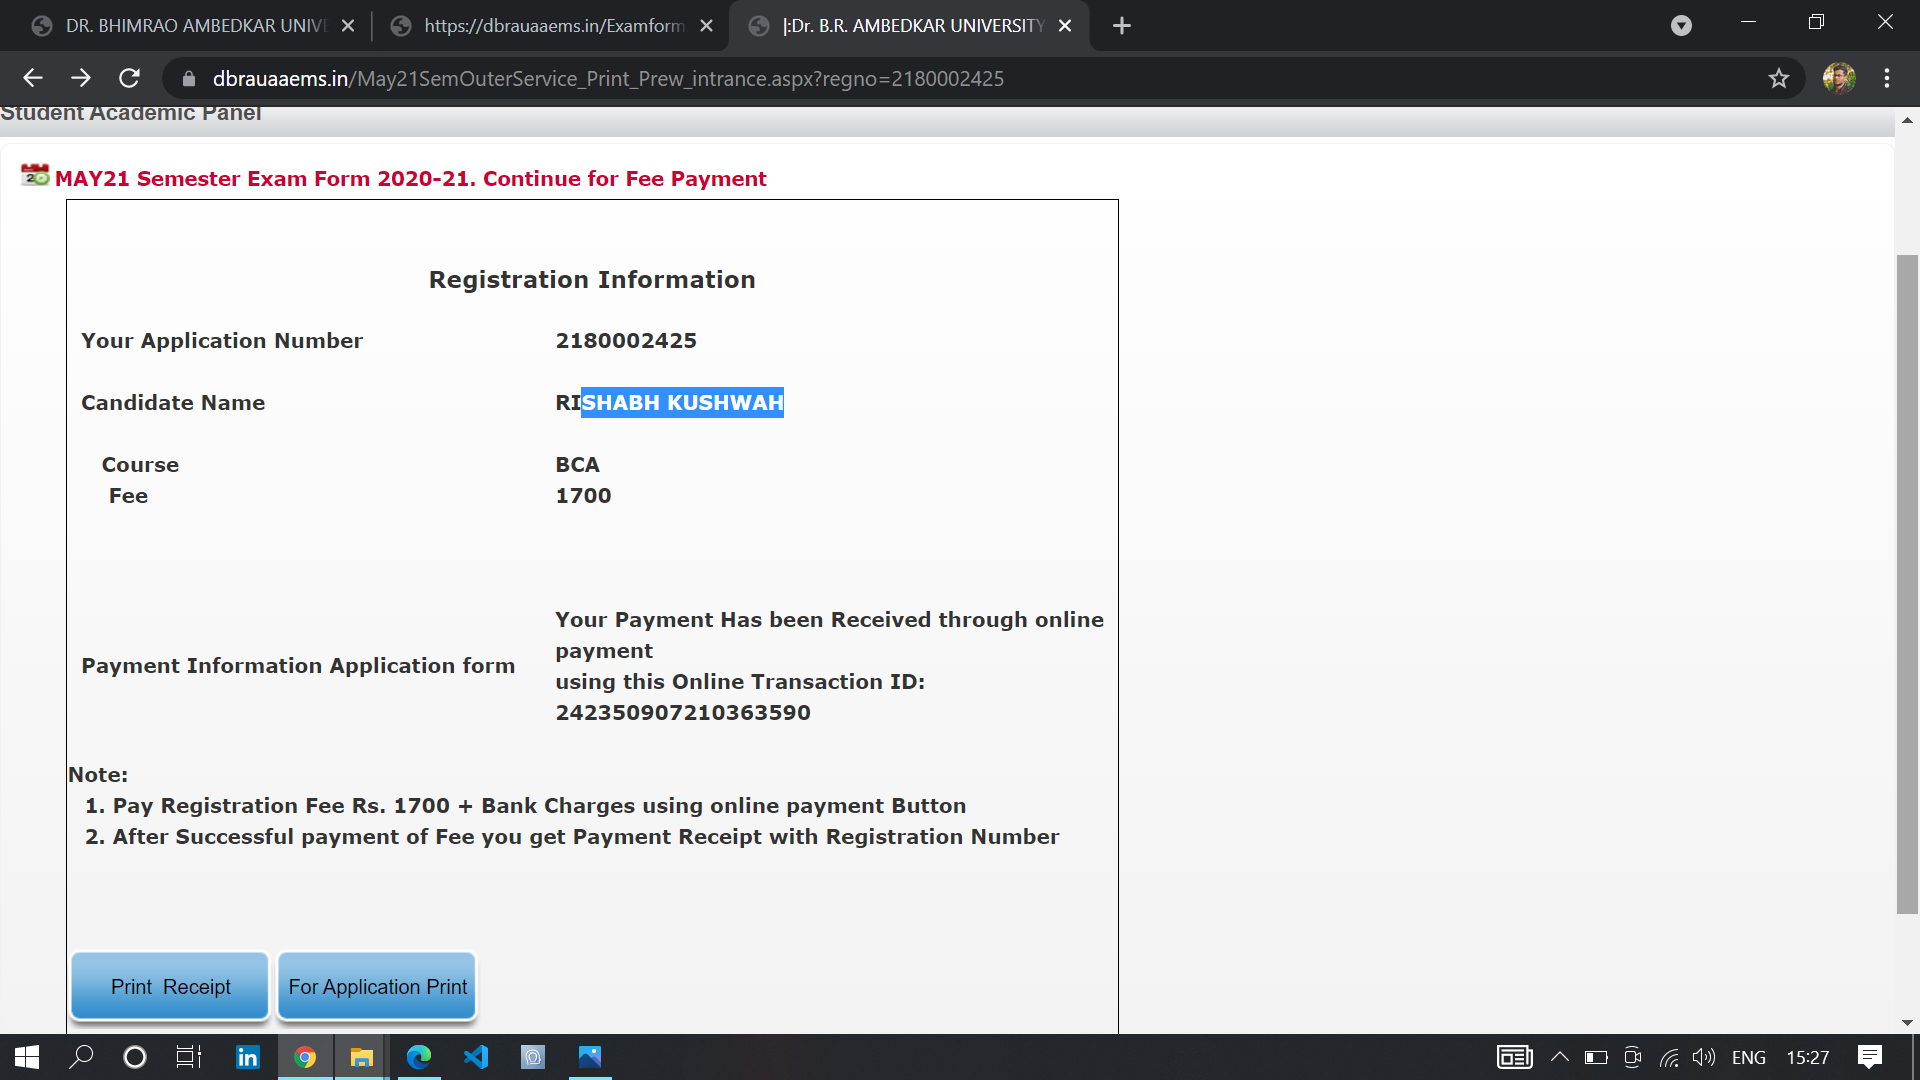 DR. BHIMRAO AMBEDKAR UNIVE
https://dbrauaaems.in/Examform
|:Dr. B.R. AMBEDKAR UNIVERSITY
dbrauaaems.in/May21SemOuterService_Print_Prew_intrance.aspx?regno=2180002425
Student Academic Panel
MAY21 Semester Exam Form 2020-21. Continue for Fee Payment
Registration Information
Your Application Number 2180002425
Candidate Name RISHABH KUSHWAH
Course BCA
Fee 1700
Payment Information Application form
Your Payment Has been Received through online
payment
using this Online Transaction ID:
242350907210363590
Note:
1. Pay Registration Fee Rs. 1700 + Bank Charges using online payment Button
2. After Successful payment of Fee you get Payment Receipt with Registration Number
Print Receipt
For Application Print
ENG 15:27